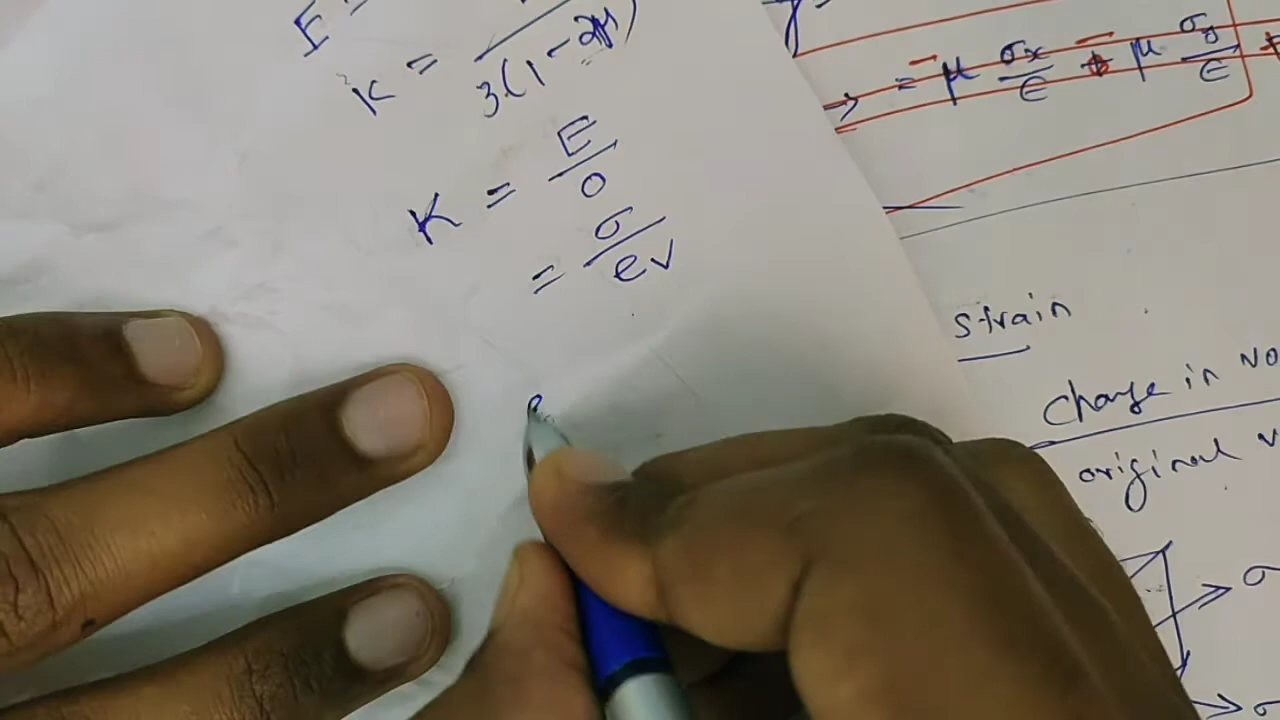 E =
K = ― / 3(1-2μ)
K = E/0
= σ/ev
e
→ = -μ σx/E - μ σy/E +
Strain
Change in vo
original v
σ
σ